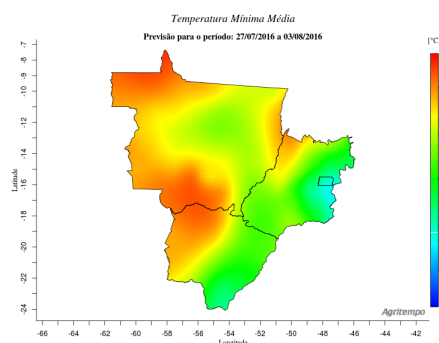 Temperatura Mínima Média
Previsão para o período: 27/07/2016 a 03/08/2016
[°C
-7
-8
-9
-10
-12
-14
-16
-18
-20
-22
-24
Latitude
Agritempo
-66 -64 -62 -60 -58 -56 -54 -52 -50 -48 -46 -44 -42
Longitude